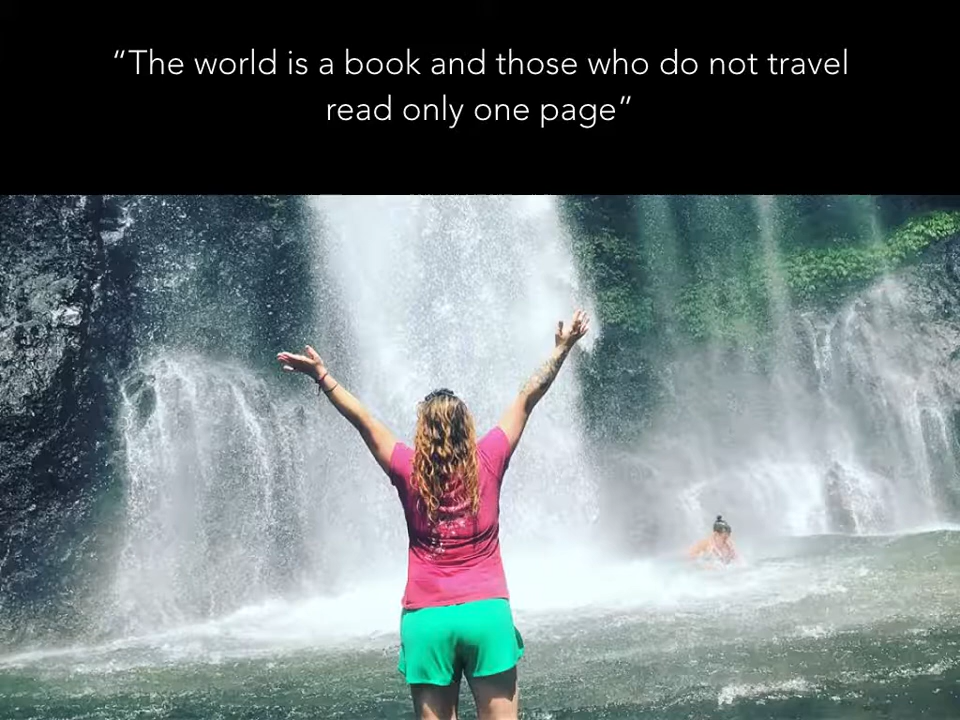 “The world is a book and those who do not travel
read only one page”